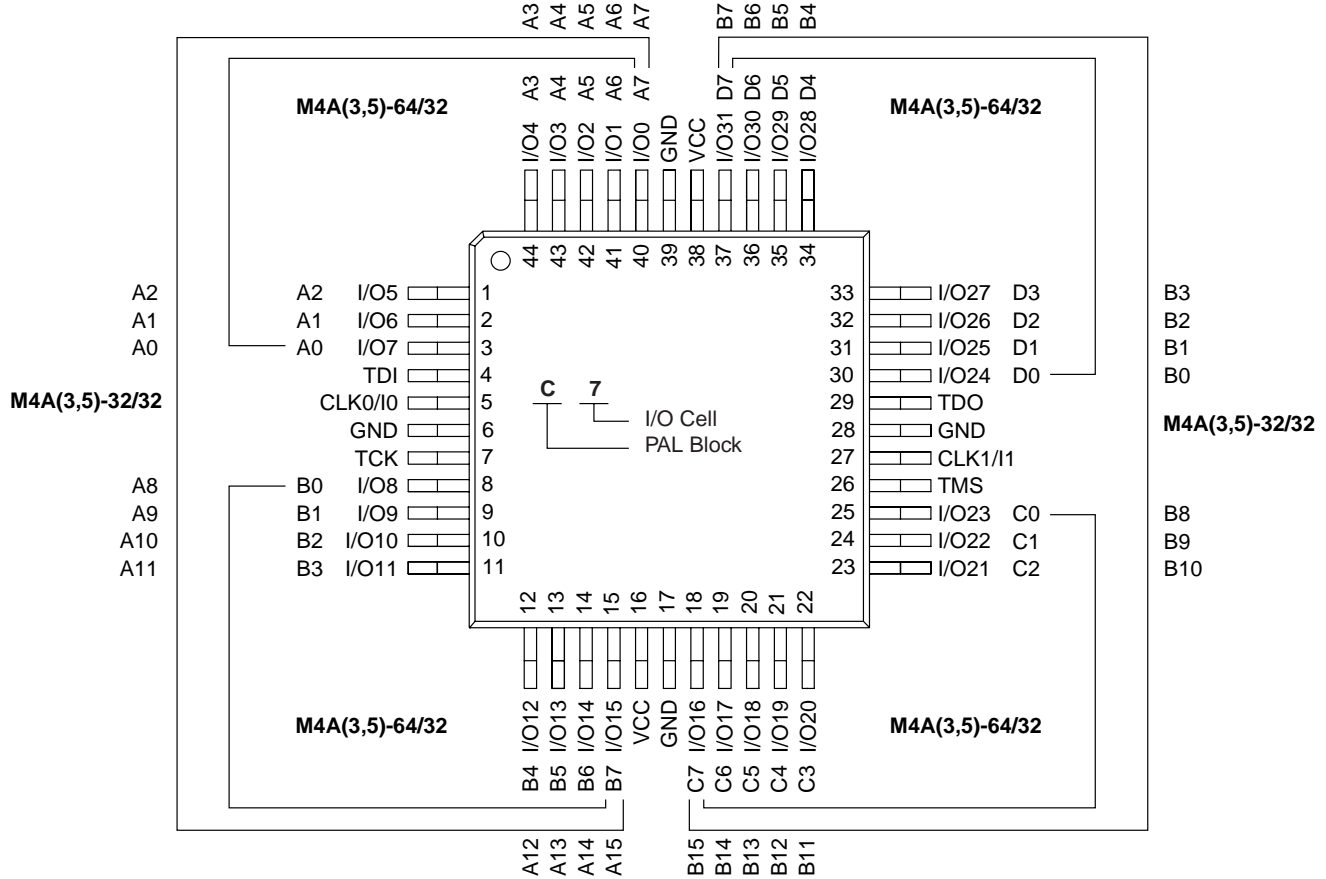 A3 A4 A5 A6 A7 B7 B6 B5 B4
M4A(3,5)-64/32 A3 A4 A5 A6 A7 D7 D6 D5 D4 M4A(3,5)-64/32
I/O4 I/O3 I/O2 I/O1 I/O0 GND VCC I/O31 I/O30 I/O29 I/O28
44 43 42 41 40 39 38 37 36 35 34
A2 A2 I/O5 1 33 I/O27 D3 B3
A1 A1 I/O6 2 32 I/O26 D2 B2
A0 A0 I/O7 3 31 I/O25 D1 B1
TDI 4 30 I/O24 D0 B0
M4A(3,5)-32/32 CLK0/I0 5 C 7 29 TDO
GND 6 I/O Cell 28 GND M4A(3,5)-32/32
TCK 7 PAL Block 27 CLK1/I1
A8 B0 I/O8 8 26 TMS
A9 B1 I/O9 9 25 I/O23 C0 B8
A10 B2 I/O10 10 24 I/O22 C1 B9
A11 B3 I/O11 11 23 I/O21 C2 B10
12 13 14 15 16 17 18 19 20 21 22
I/O12 I/O13 I/O14 I/O15 VCC GND I/O16 I/O17 I/O18 I/O19 I/O20
M4A(3,5)-64/32 M4A(3,5)-64/32
B4 B5 B6 B7 C7 C6 C5 C4 C3
A12 A13 A14 A15 B15 B14 B13 B12 B11